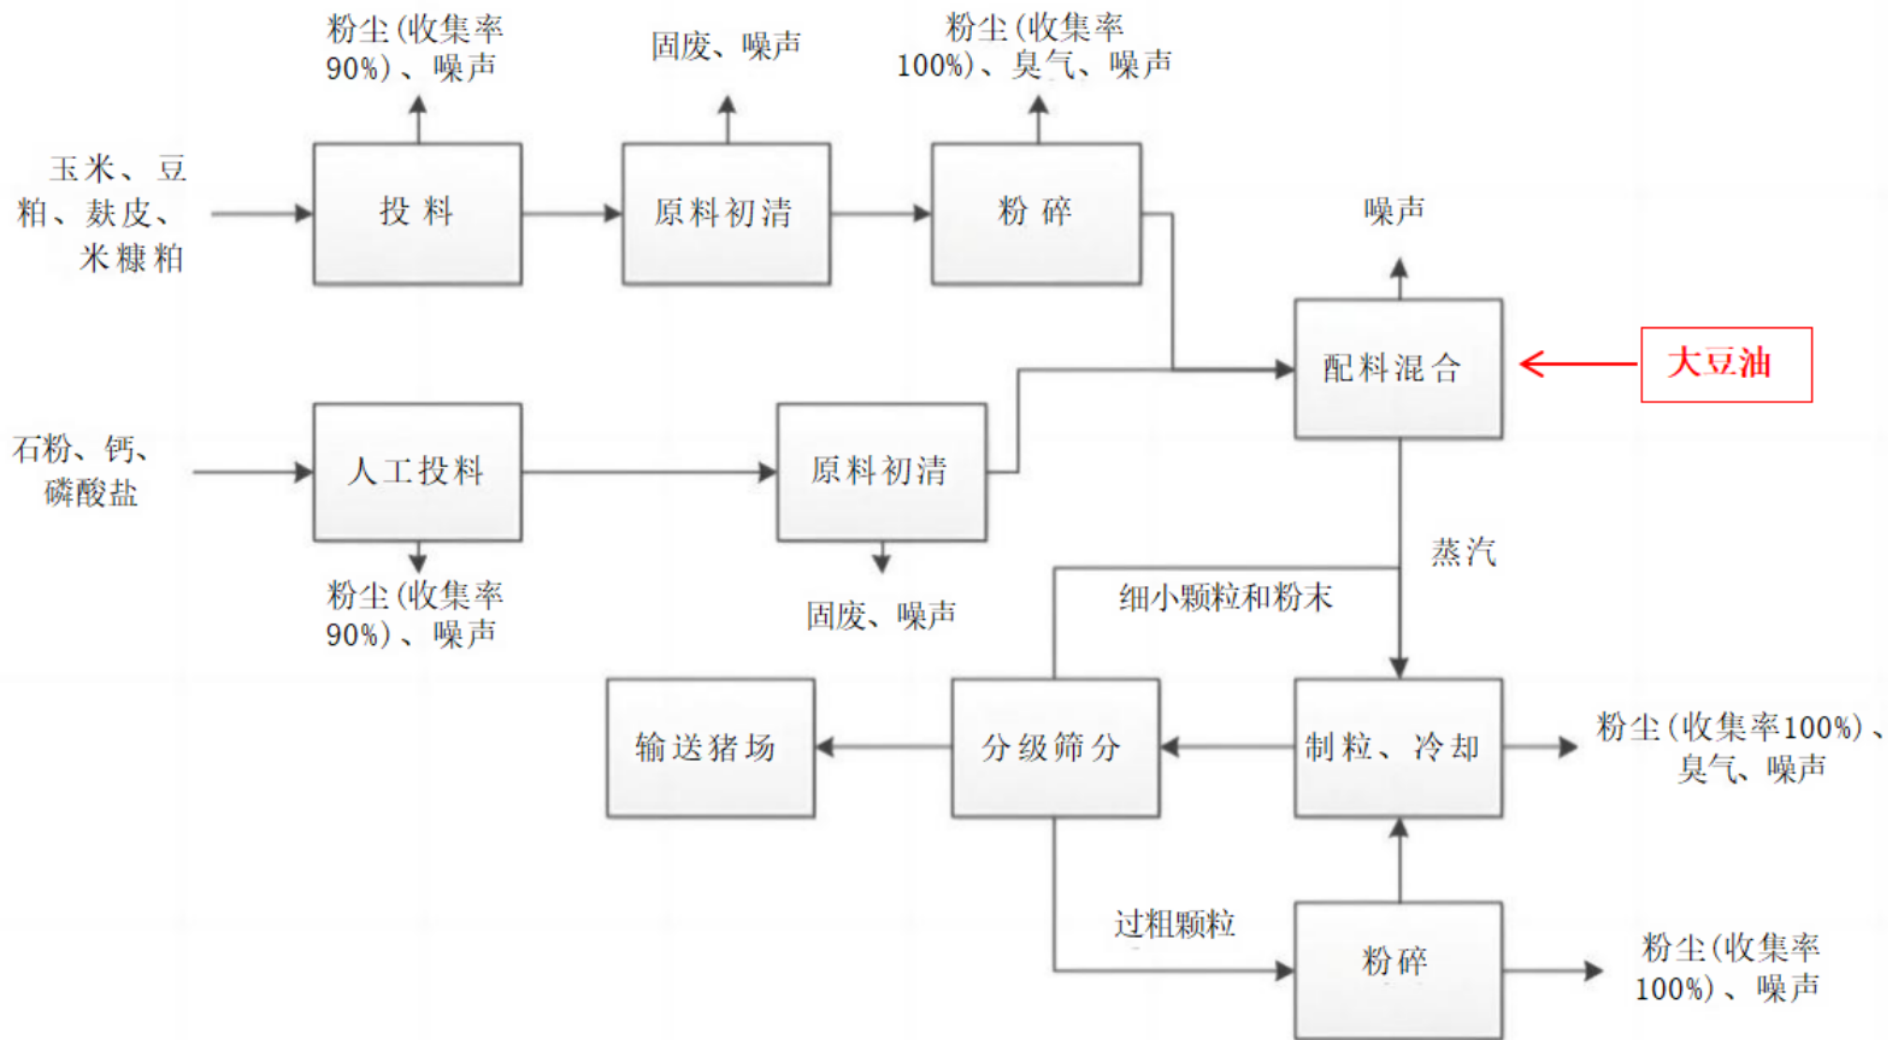 粉尘(收集率
90%)、噪声
固废、噪声
粉尘(收集率
100%)、臭气、噪声
玉米、豆
粕、麸皮、
米糠粕
投料
原料初清
粉碎
噪声
配料混合
大豆油
石粉、钙、
磷酸盐
人工投料
原料初清
粉尘(收集率
90%)、噪声
固废、噪声
蒸汽
细小颗粒和粉末
输送猪场
分级筛分
制粒、冷却
粉尘(收集率100%)、
臭气、噪声
过粗颗粒
粉碎
粉尘(收集率
100%)、噪声